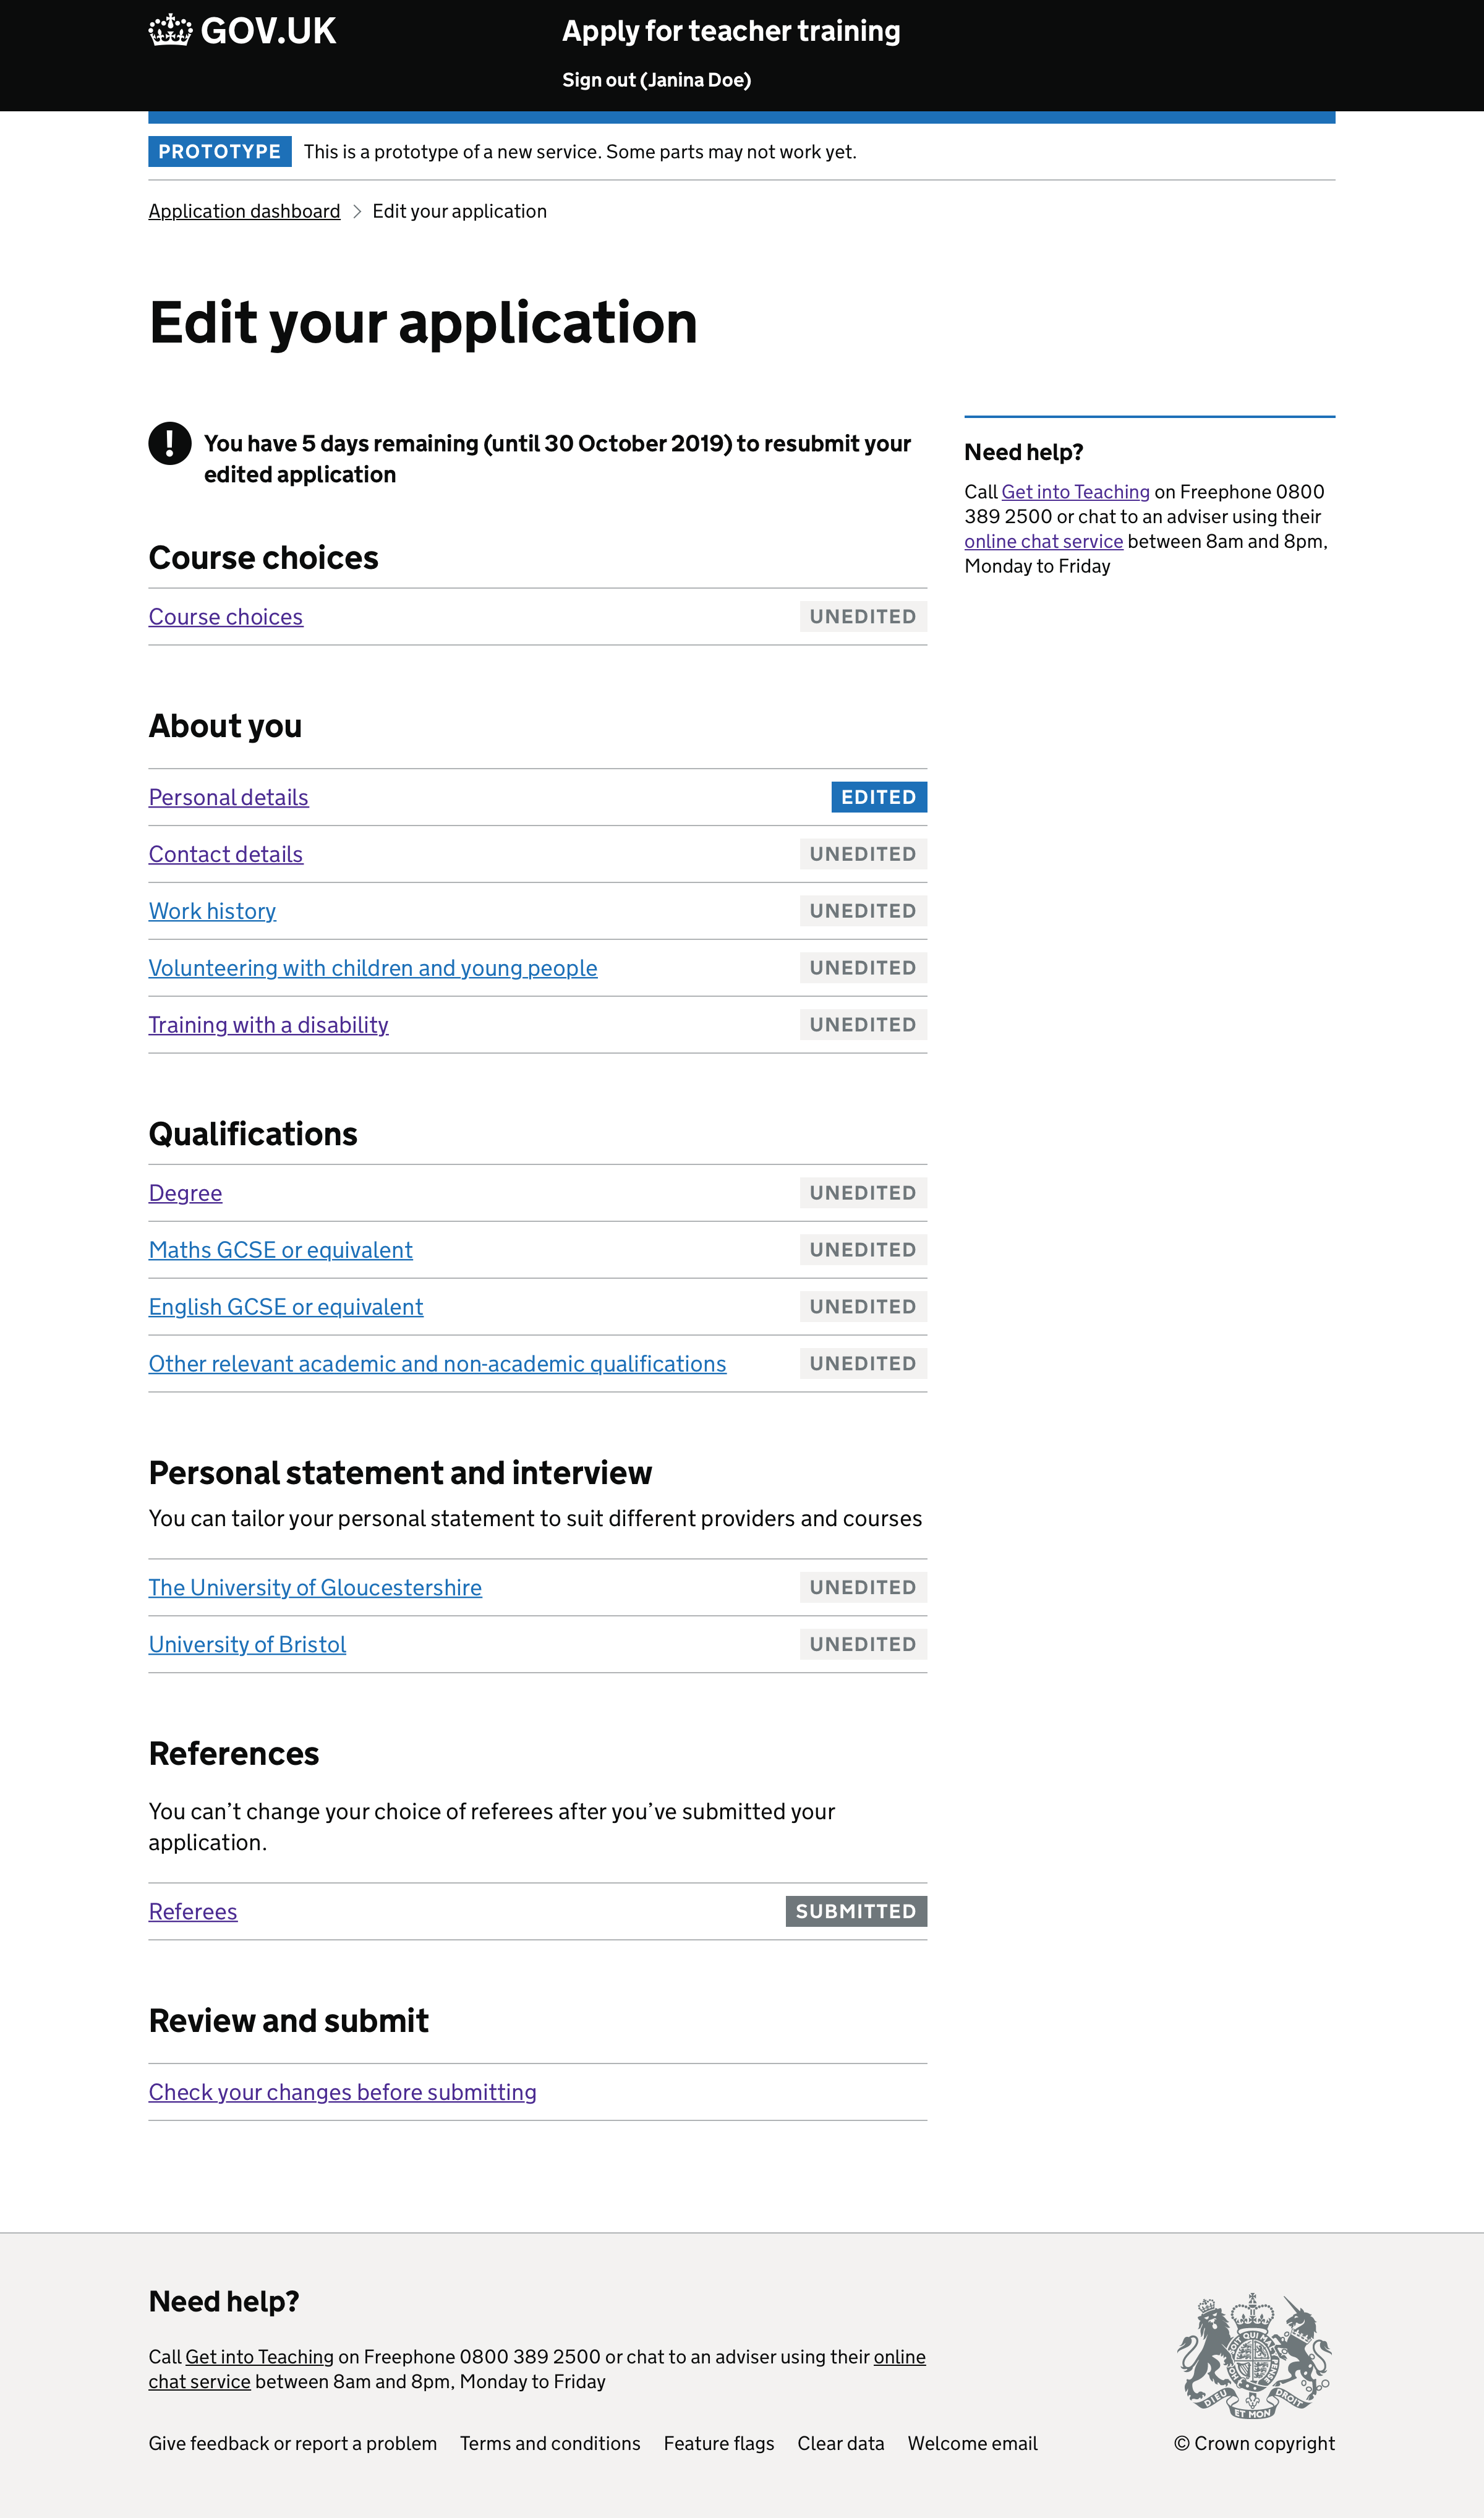 GOV.UK
Apply for teacher training
Sign out (Janina Doe)
PROTOTYPE This is a prototype of a new service. Some parts may not work yet.
Application dashboard Edit your application
Edit your application
! You have 5 days remaining (until 30 October 2019) to resubmit your
edited application
Course choices
Course choices UNEDITED
About you
Personal details EDITED
Contact details UNEDITED
Work history UNEDITED
Volunteering with children and young people UNEDITED
Training with a disability UNEDITED
Qualifications
Degree UNEDITED
Maths GCSE or equivalent UNEDITED
English GCSE or equivalent UNEDITED
Other relevant academic and non-academic qualifications UNEDITED
Personal statement and interview
You can tailor your personal statement to suit different providers and courses
The University of Gloucestershire UNEDITED
University of Bristol UNEDITED
References
You can’t change your choice of referees after you’ve submitted your
application.
Referees SUBMITTED
Review and submit
Check your changes before submitting
Need help?
Call Get into Teaching on Freephone 0800
389 2500 or chat to an adviser using their
online chat service between 8am and 8pm,
Monday to Friday
Need help?
Call Get into Teaching on Freephone 0800 389 2500 or chat to an adviser using their online
chat service between 8am and 8pm, Monday to Friday
Give feedback or report a problem Terms and conditions Feature flags Clear data Welcome email
DIEU ET MON DROIT
© Crown copyright